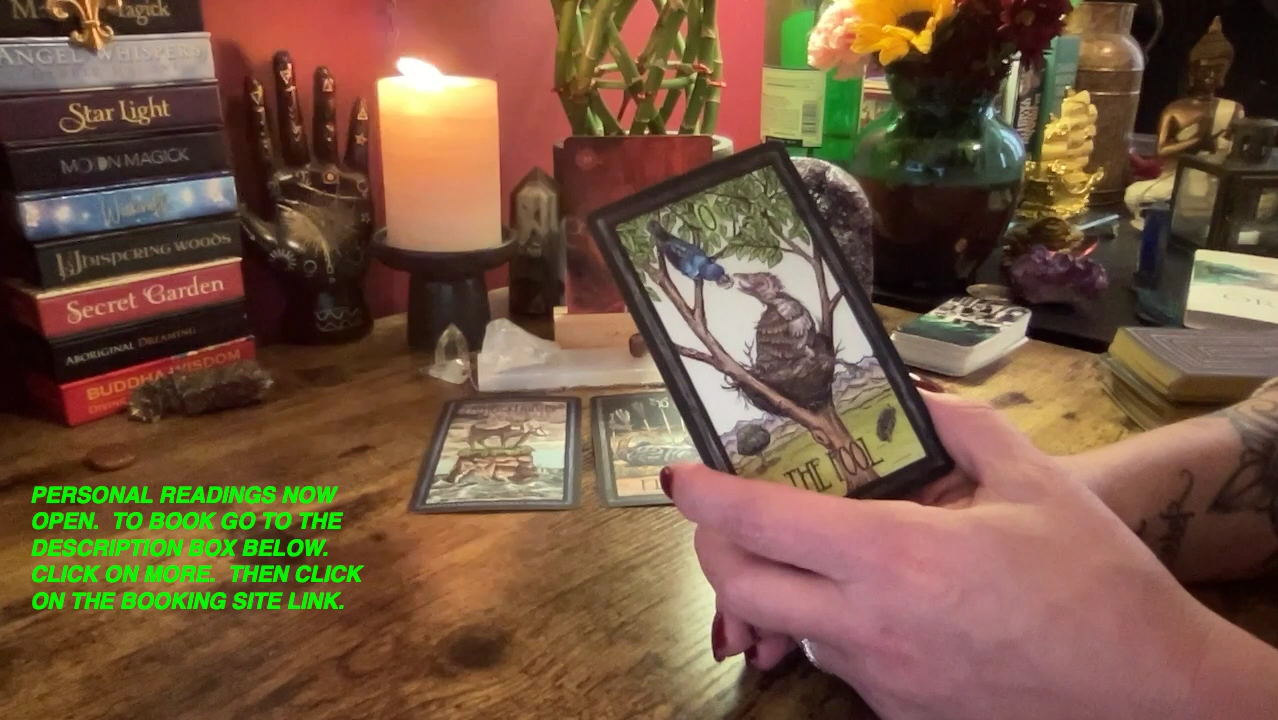 Magick
ANGEL WHISPERS
Star Light
MOON MAGICK
WHISPERING WOODS
Secret Garden
ABORIGINAL DREAMING
BUDDHA WISDOM
0
THE FOOL
PERSONAL READINGS NOW
OPEN. TO BOOK GO TO THE
DESCRIPTION BOX BELOW.
CLICK ON MORE. THEN CLICK
ON THE BOOKING SITE LINK.